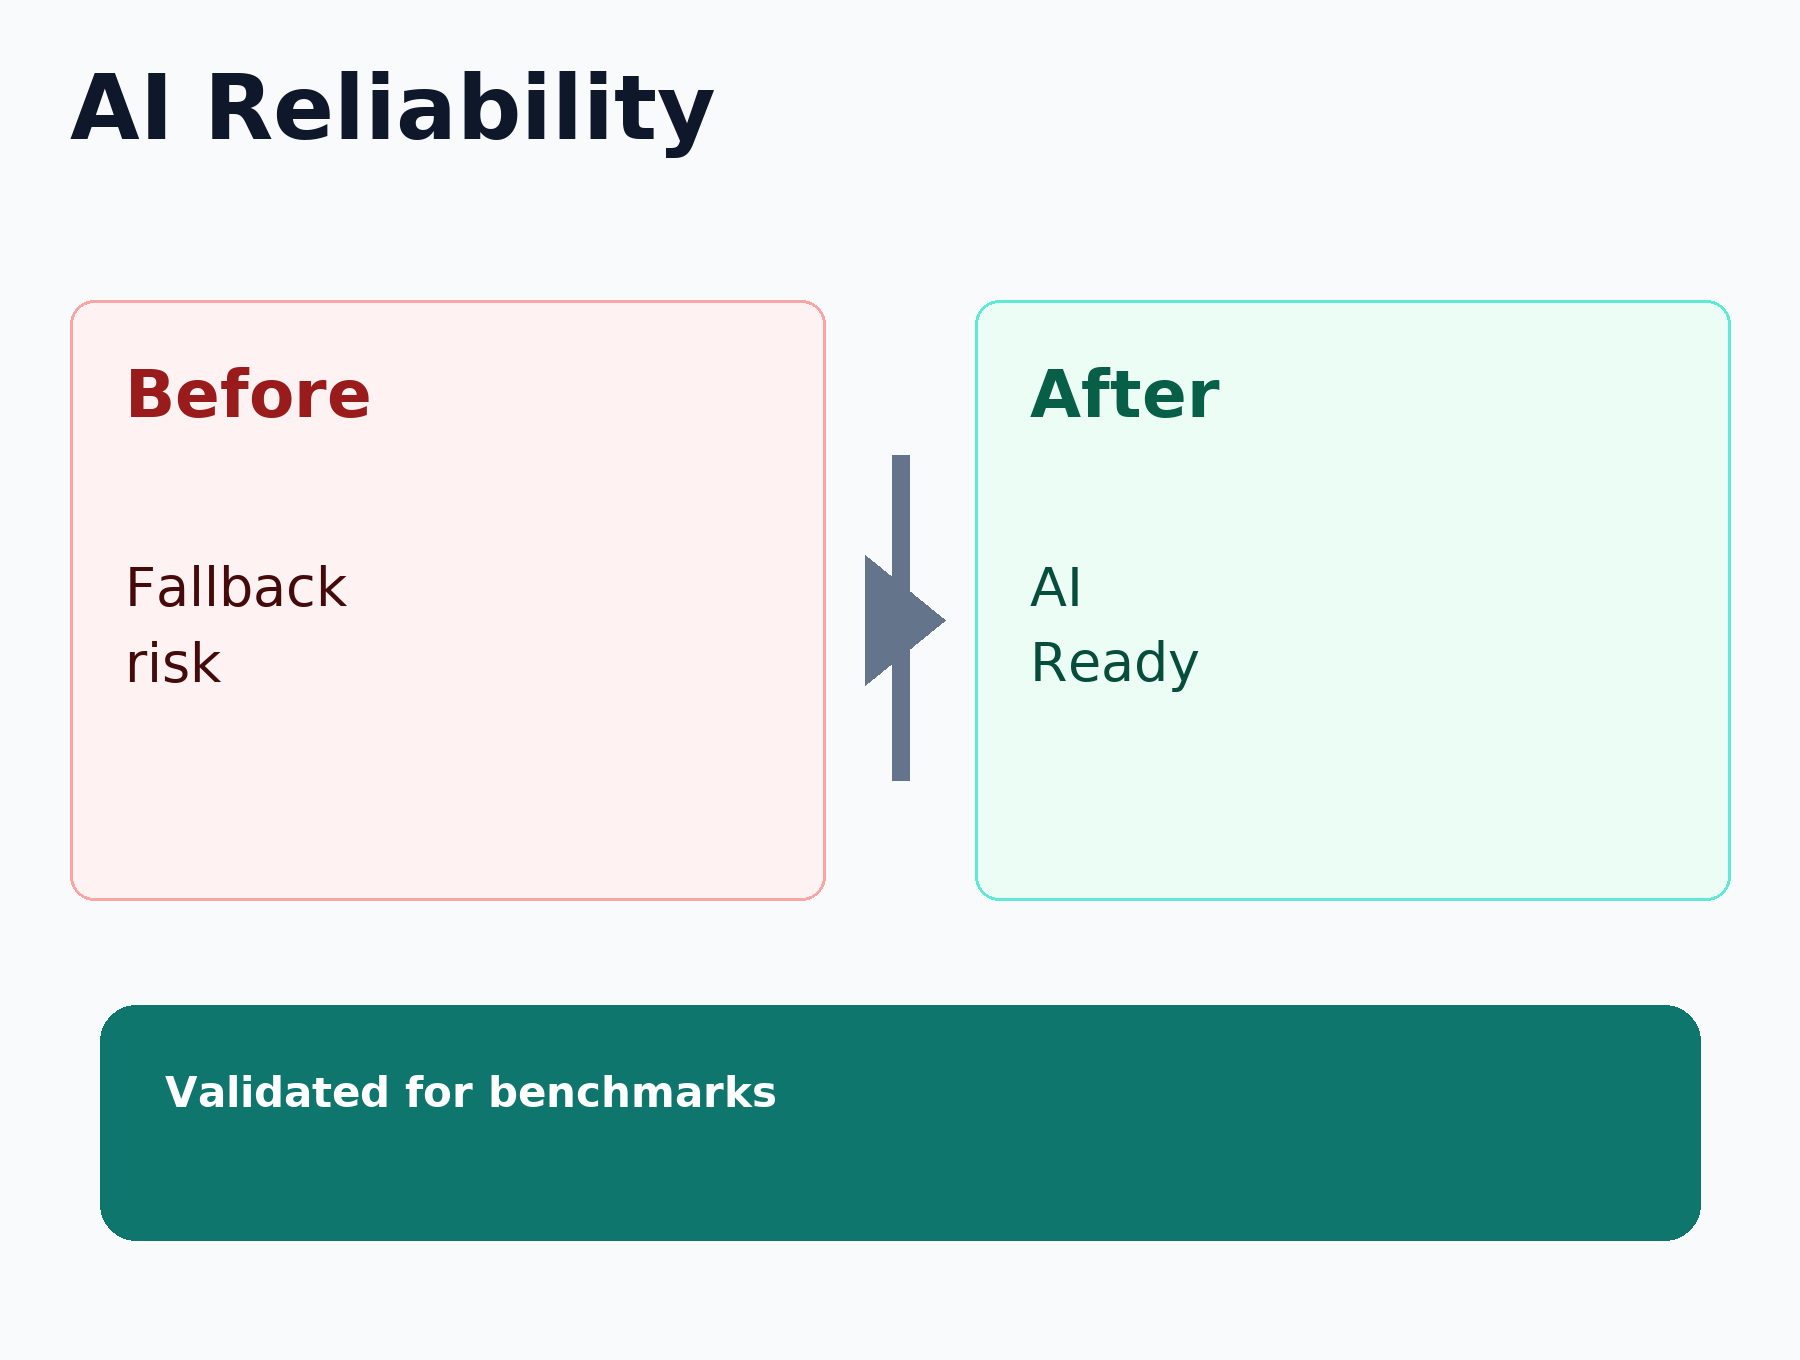 AI Reliability
Before
Fallback
risk
After
AI
Ready
Validated for benchmarks